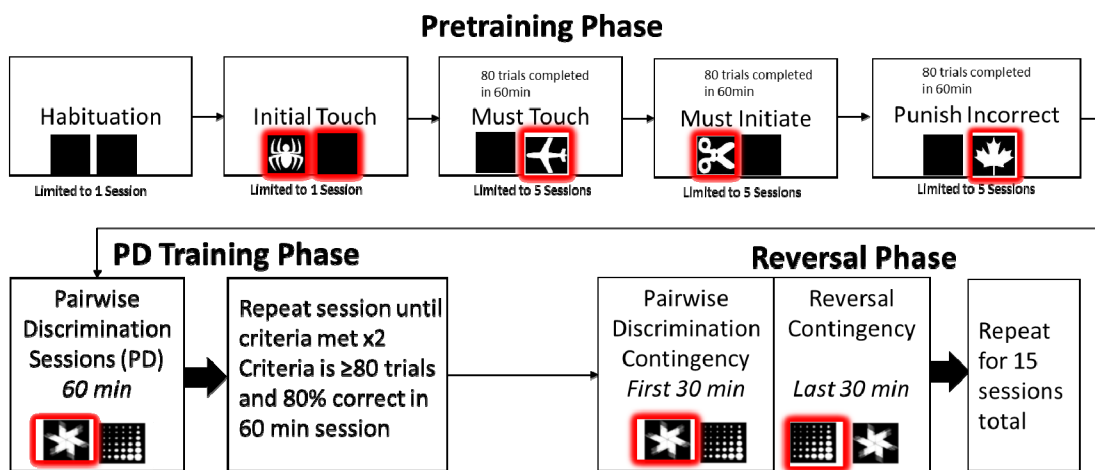 Pretraining Phase
Habituation
Limited to 1 Session
Initial Touch
Limited to 1 Session
80 trials completed
in 60min
Must Touch
Limited to 5 Sessions
80 trials completed
in 60min
Must Initiate
Limited to 5 Sessions
80 trials completed
in 60min
Punish Incorrect
Limited to 5 Sessions
PD Training Phase
Pairwise
Discrimination
Sessions (PD)
60 min
Repeat session until
criteria met x2
Criteria is ≥80 trials
and 80% correct in
60 min session
Reversal Phase
Pairwise
Discrimination
Contingency
First 30 min
Reversal
Contingency
Last 30 min
Repeat
for 15
sessions
total